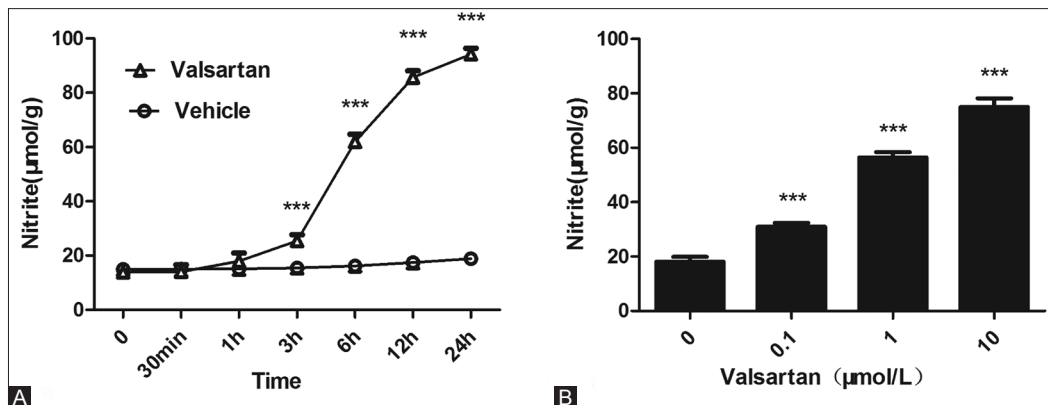 ***
***
***
***
100
80
60
40
20
0
Nitrite(μmol/g)
Valsartan
Vehicle
0
30min
1h
3h
6h
12h
24h
Time
A
***
***
***
100
80
60
40
20
0
Nitrite(μmol/g)
0
0.1
1
10
Valsartan（μmol/L）
B